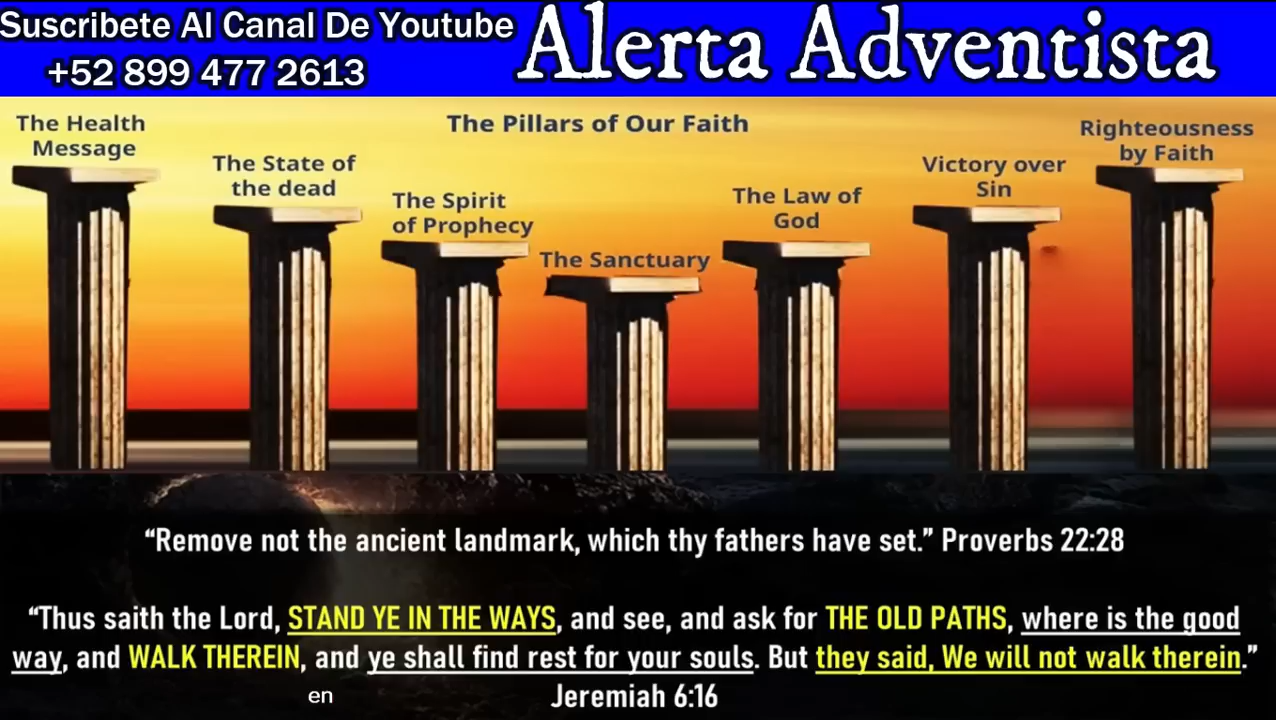 Suscribete Al Canal De Youtube
+52 899 477 2613
Alerta Adventista
The Pillars of Our Faith
The Health
Message
The State of
the dead
The Spirit
of Prophecy
The Sanctuary
The Law of
God
Victory over
Sin
Righteousness
by Faith
“Remove not the ancient landmark, which thy fathers have set.” Proverbs 22:28
“Thus saith the Lord, STAND YE IN THE WAYS, and see, and ask for THE OLD PATHS, where is the good
way, and WALK THEREIN, and ye shall find rest for your souls. But they said, We will not walk therein.”
Jeremiah 6:16
en